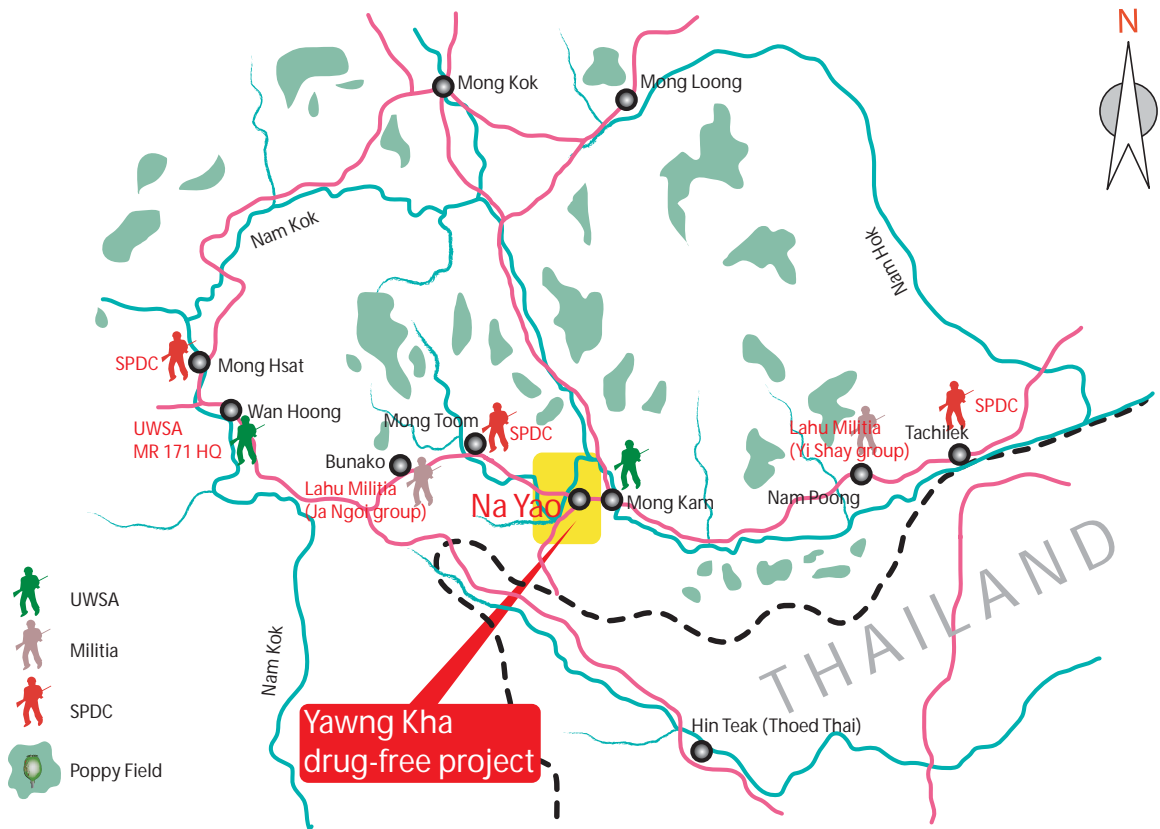 N
Mong Kok
Mong Loong
Nam Kok
Nam Hok
SPDC
Mong Hsat
Wan Hoong
UWSA
MR 171 HQ
Mong Toom
SPDC
Bunako
Lahu Militia
(Ja Ngoi group)
Na Yao
Mong Karn
Lahu Militia
(Yi Shay group)
SPDC
Tachilek
Nam Poong
THAILAND
UWSA
Militia
SPDC
Poppy Field
Nam Kok
Yawng Kha
drug-free project
Hin Teak (Thoed Thai)